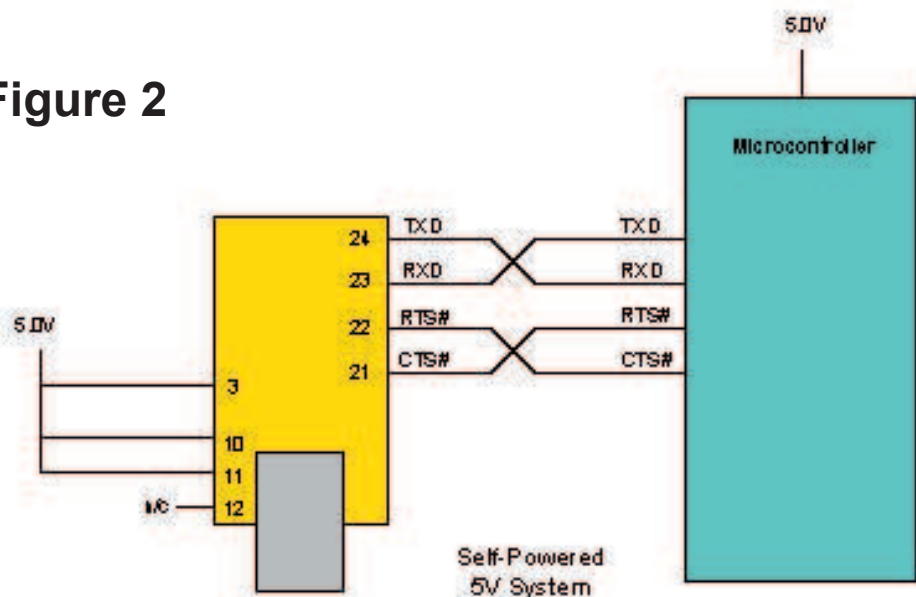 Figure 2
5.0V
Microcontroller
24 TXD TXD
23 RXD RXD
22 RTS# RTS#
21 CTS# CTS#
5.0V
3
10
11
N/C 12
Self-Powered
5V System